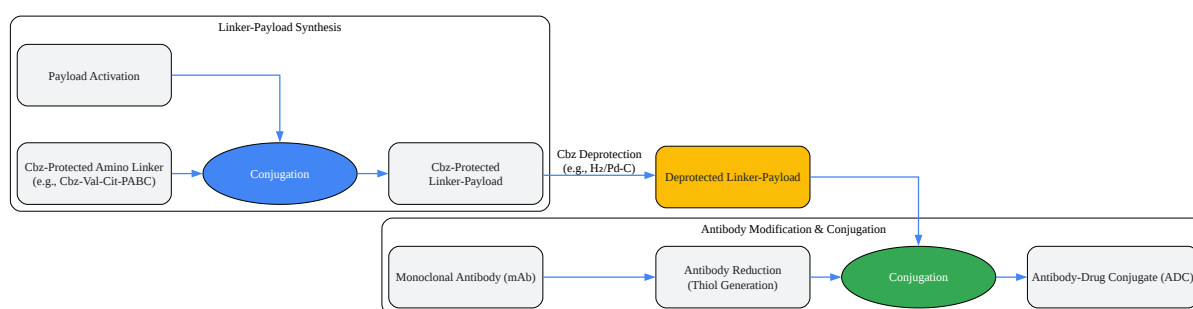 Linker-Payload Synthesis
Payload Activation
Cbz-Protected Amino Linker
(e.g., Cbz-Val-Cit-PABC)
Conjugation
Cbz-Protected
Linker-Payload
Cbz Deprotection
(e.g., H₂/Pd-C)
Deprotected Linker-Payload
Antibody Modification & Conjugation
Monoclonal Antibody (mAb)
Antibody Reduction
(Thiol Generation)
Conjugation
Antibody-Drug Conjugate (ADC)